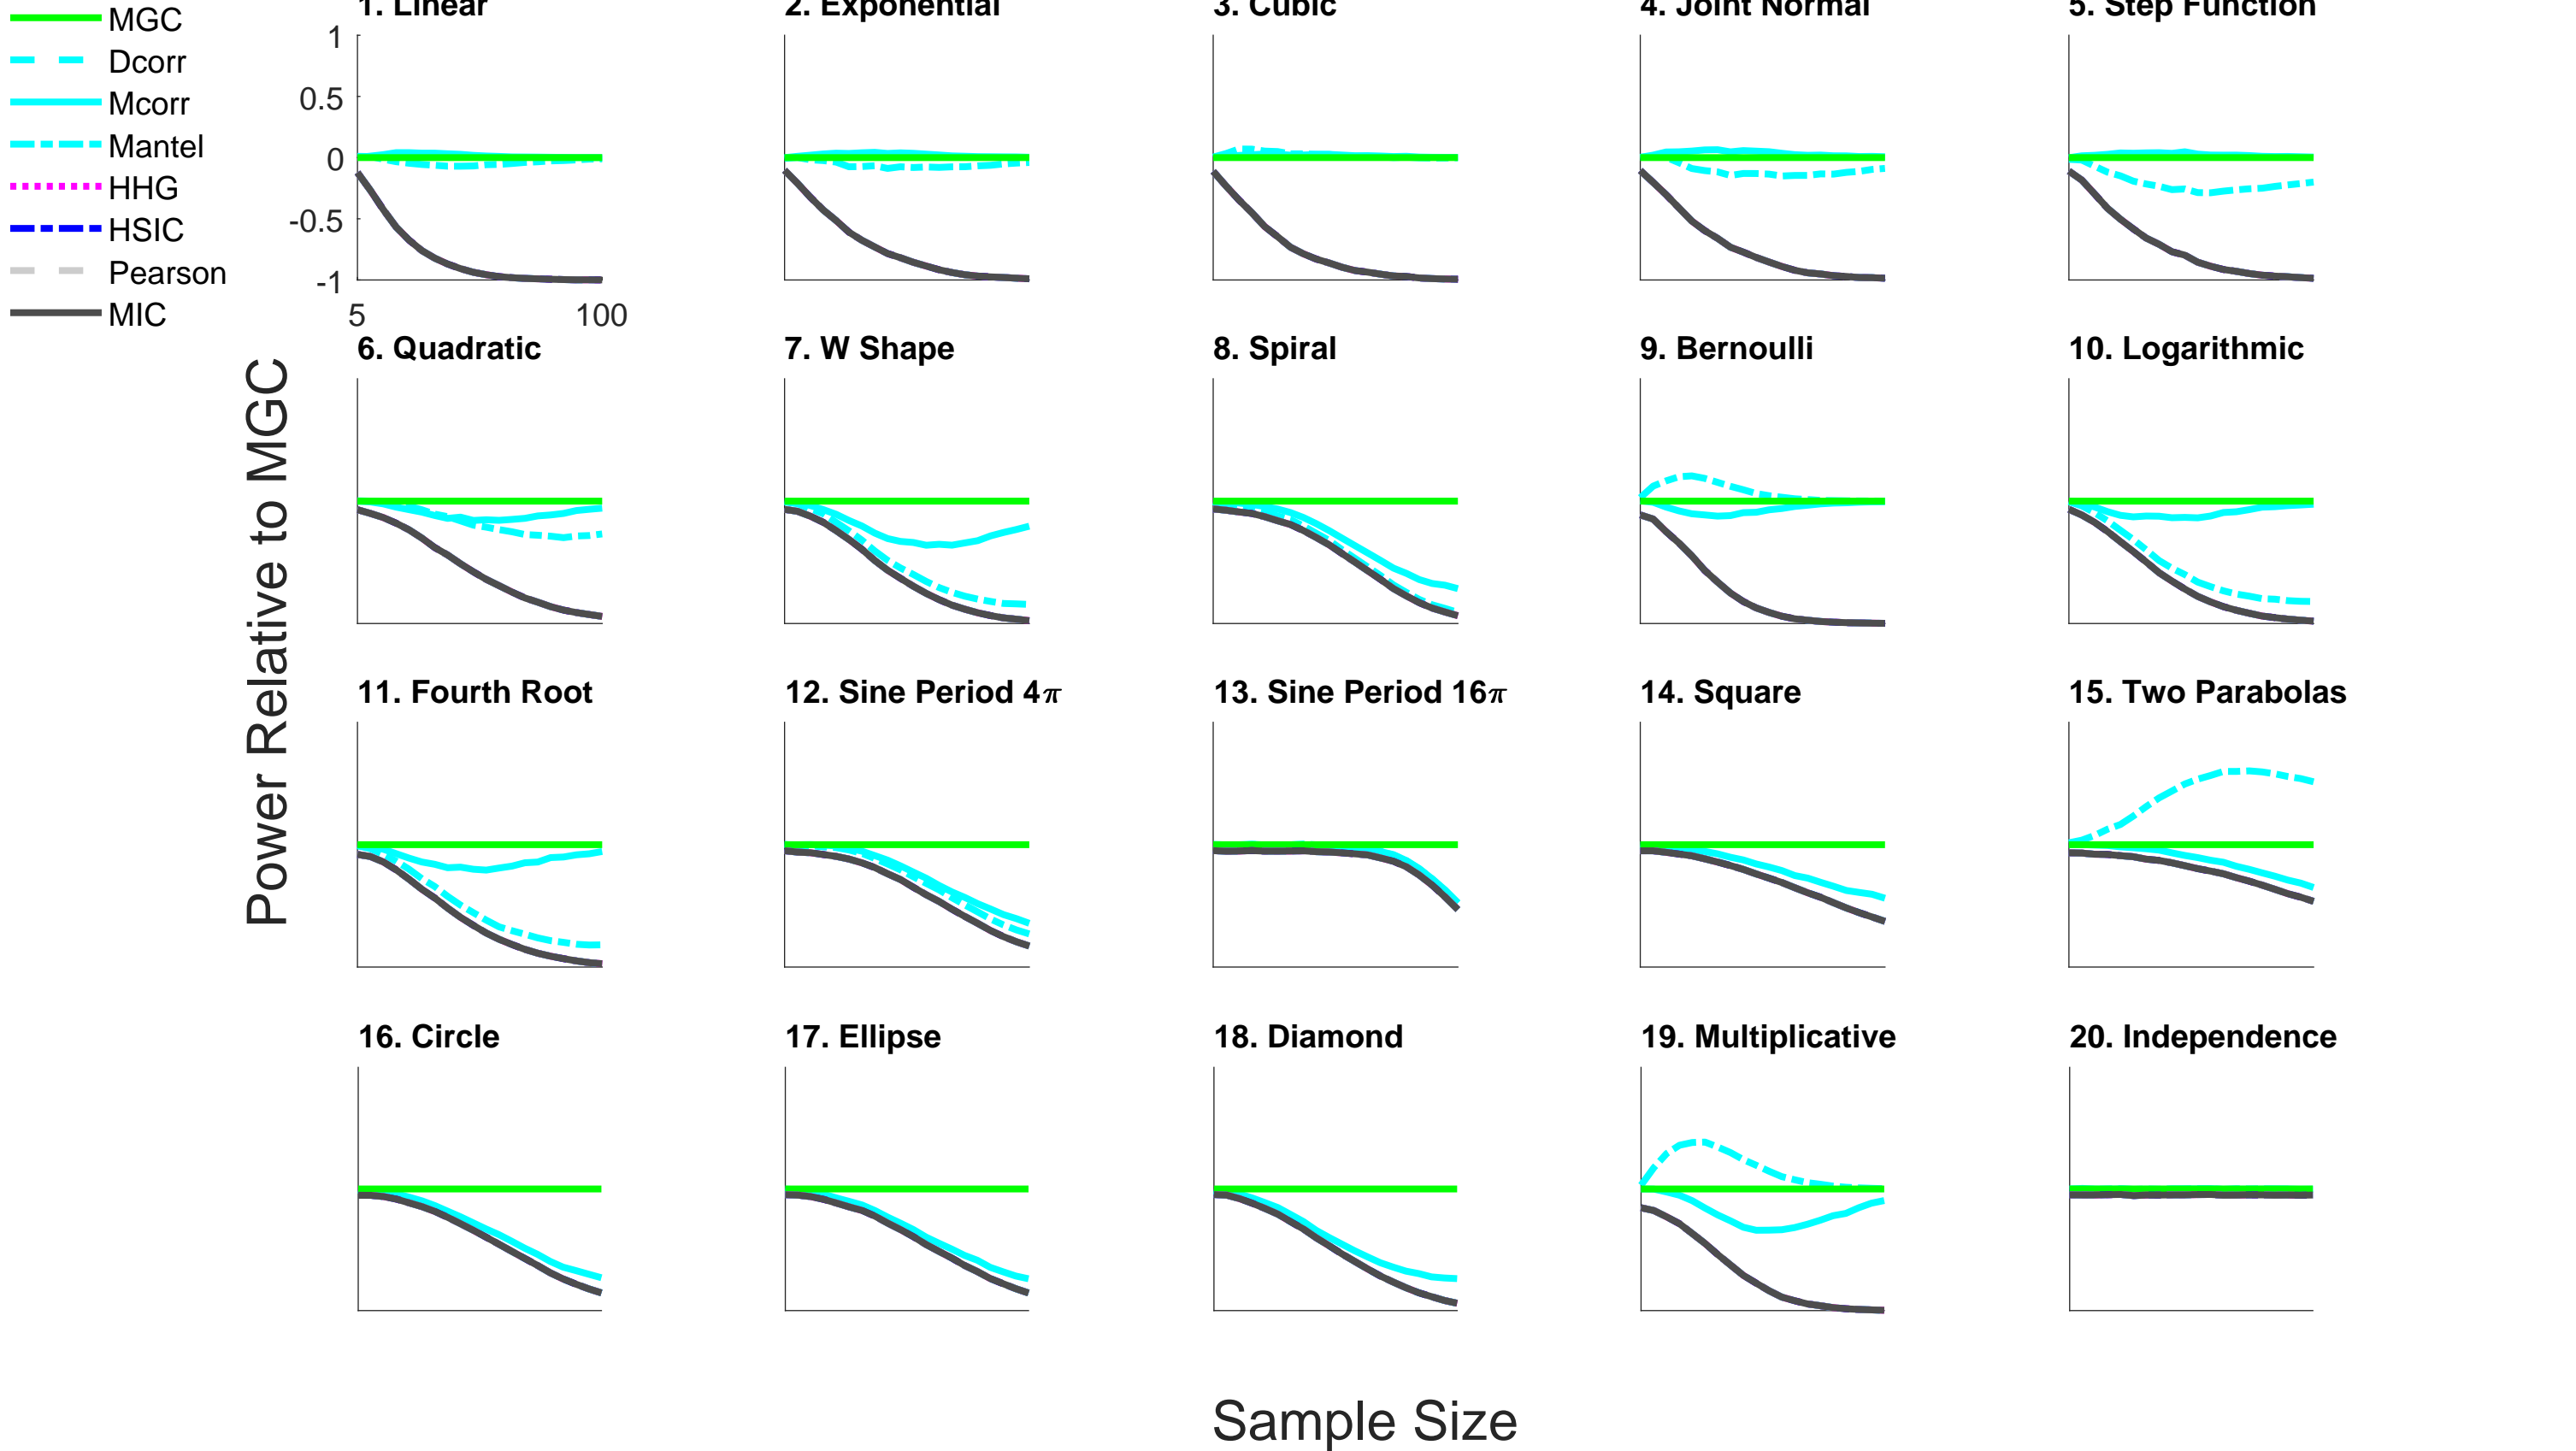 MGC
Dcorr
Mcorr
Mantel
HHG
HSIC
Pearson
MIC
1. Linear
2. Exponential
3. Cubic
4. Joint Normal
5. Step Function
1
0.5
0
-0.5
-1
5
100
6. Quadratic
7. W Shape
8. Spiral
9. Bernoulli
10. Logarithmic
Power Relative to MGC
11. Fourth Root
12. Sine Period 4π
13. Sine Period 16π
14. Square
15. Two Parabolas
16. Circle
17. Ellipse
18. Diamond
19. Multiplicative
20. Independence
Sample Size